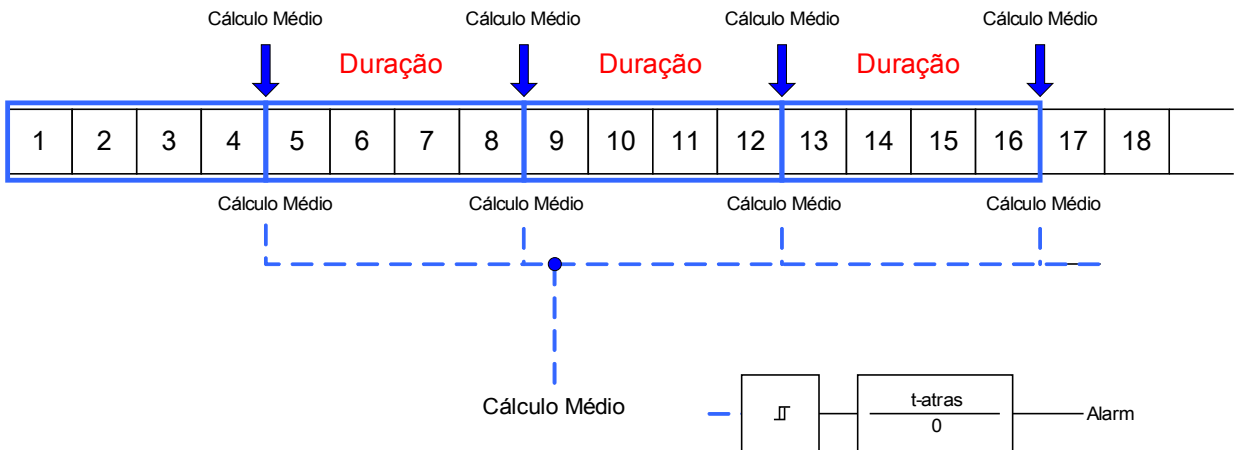 Cálculo Médio Cálculo Médio Cálculo Médio Cálculo Médio
Duração Duração Duração
1 2 3 4 5 6 7 8 9 10 11 12 13 14 15 16 17 18
Cálculo Médio Cálculo Médio Cálculo Médio Cálculo Médio
Cálculo Médio
t-atras
0
Alarm